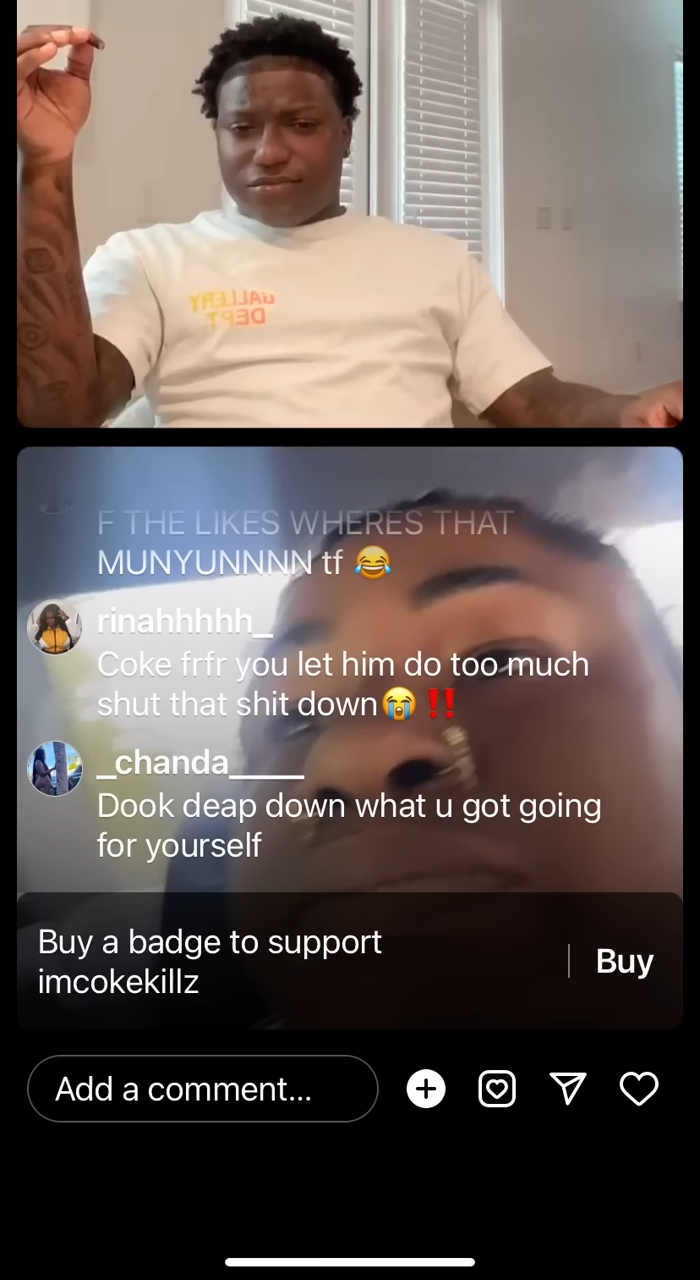 GALLERY
DEPT.
F THE LIKES WHERES THAT
MUNYUNNNN tf 😂
rinahhhhh_
Coke frfr you let him do too much
shut that shit down😭‼️
_chanda_____
Dook deap down what u got going
for yourself
Buy a badge to support
imcokekillz
Buy
Add a comment...